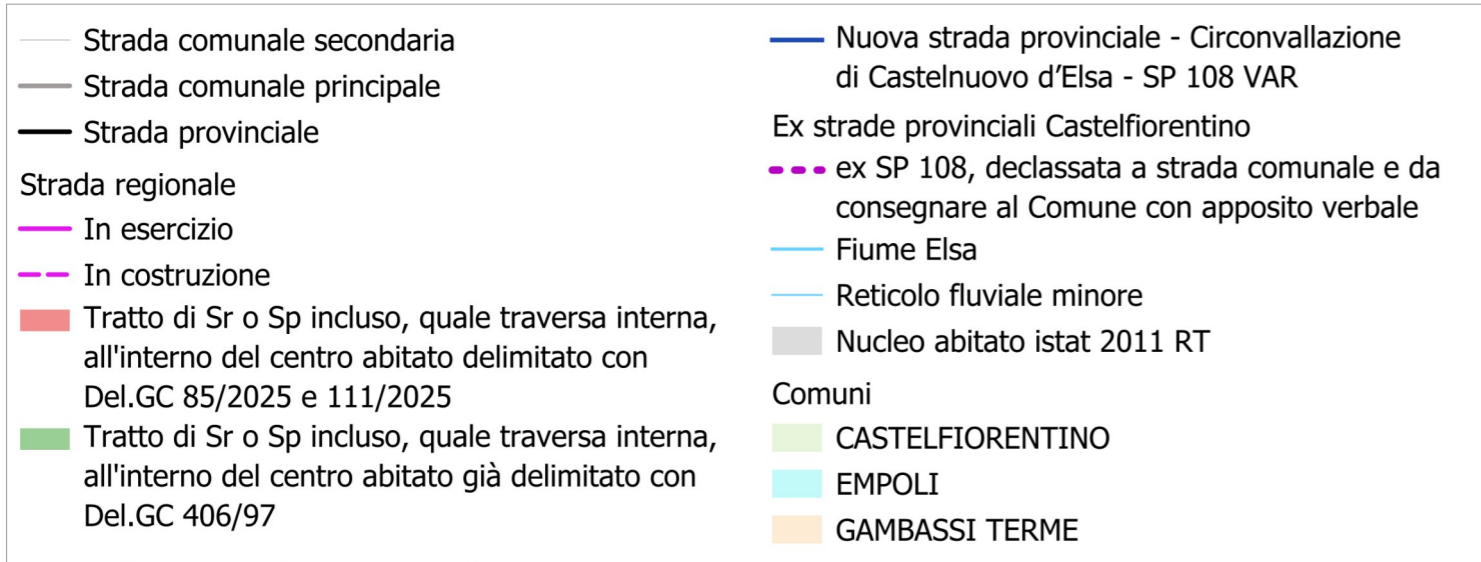 Strada comunale secondaria
Strada comunale principale
Strada provinciale
Strada regionale
In esercizio
In costruzione
Tratto di Sr o Sp incluso, quale traversa interna,
all'interno del centro abitato delimitato con
Del.GC 85/2025 e 111/2025
Tratto di Sr o Sp incluso, quale traversa interna,
all'interno del centro abitato già delimitato con
Del.GC 406/97
Nuova strada provinciale - Circonvallazione
di Castelnuovo d’Elsa - SP 108 VAR
Ex strade provinciali Castelfiorentino
ex SP 108, declassata a strada comunale e da
consegnare al Comune con apposito verbale
Fiume Elsa
Reticolo fluviale minore
Nucleo abitato istat 2011 RT
Comuni
CASTELFIORENTINO
EMPOLI
GAMBASSI TERME